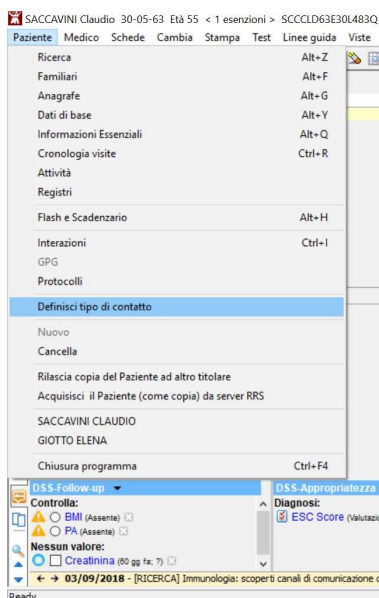 SACCAVINI Claudio 30-05-63 Età 55 < 1 esenzioni > SCCCLD63E30L483Q
Paziente Medico Schede Cambia Stampa Test Linee guida Viste
Ricerca Alt+Z
Familiari Alt+F
Anagrafe Alt+G
Dati di base Alt+Y
Informazioni Essenziali Alt+Q
Cronologia visite Ctrl+R
Attività
Registri
Flash e Scadenzario Alt+H
Interazioni Ctrl+I
GPG
Protocolli
Definisci tipo di contatto
Nuovo
Cancella
Rilascia copia del Paziente ad altro titolare
Acquisisci il Paziente (come copia) da server RRS
SACCAVINI CLAUDIO
GIOTTO ELENA
Chiusura programma Ctrl+F4
DSS-Follow-up DSS-Appropriatezza
Controlla: Diagnosi:
BMI (Assente) ESC Score (Valutazio
PA (Assente)
Nessun valore:
Creatinina (60 gg fa; ?)
03/09/2018 - [RICERCA] Immunologia: scoperti canali di comunicazione d
Ready